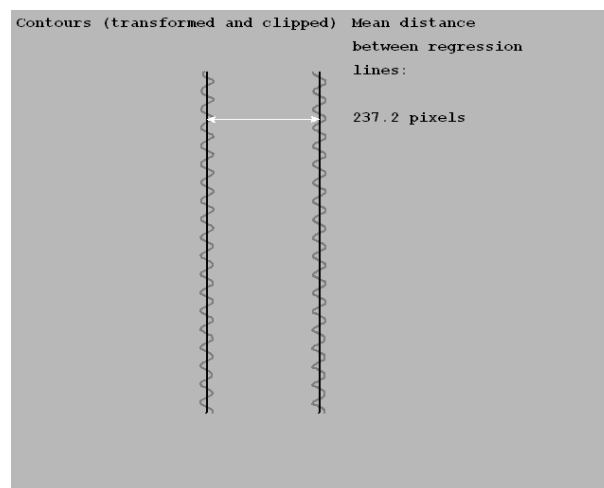 Contours (transformed and clipped)
Mean distance
between regression
lines:
237.2 pixels